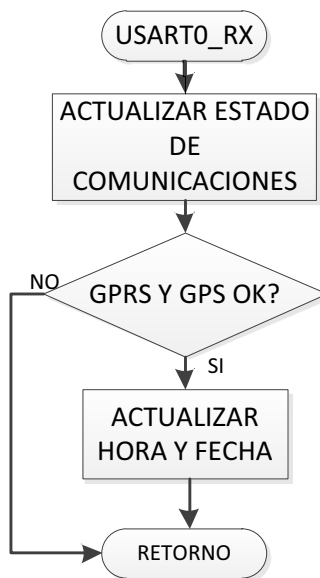 USART0_RX
ACTUALIZAR ESTADO
DE
COMUNICACIONES
GPRS Y GPS OK?
NO
SI
ACTUALIZAR
HORA Y FECHA
RETORNO